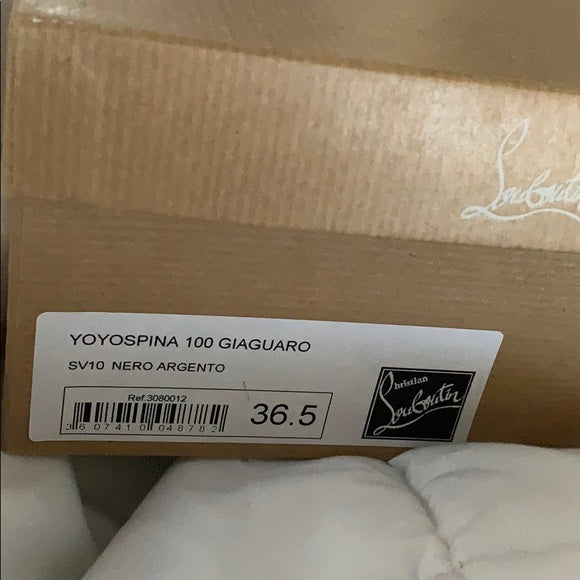 Louboutin
YOYOSPINA 100 GIAGUARO
SV10 NERO ARGENTO
Ref:3080012
3607410048782
36.5
Christian
Louboutin